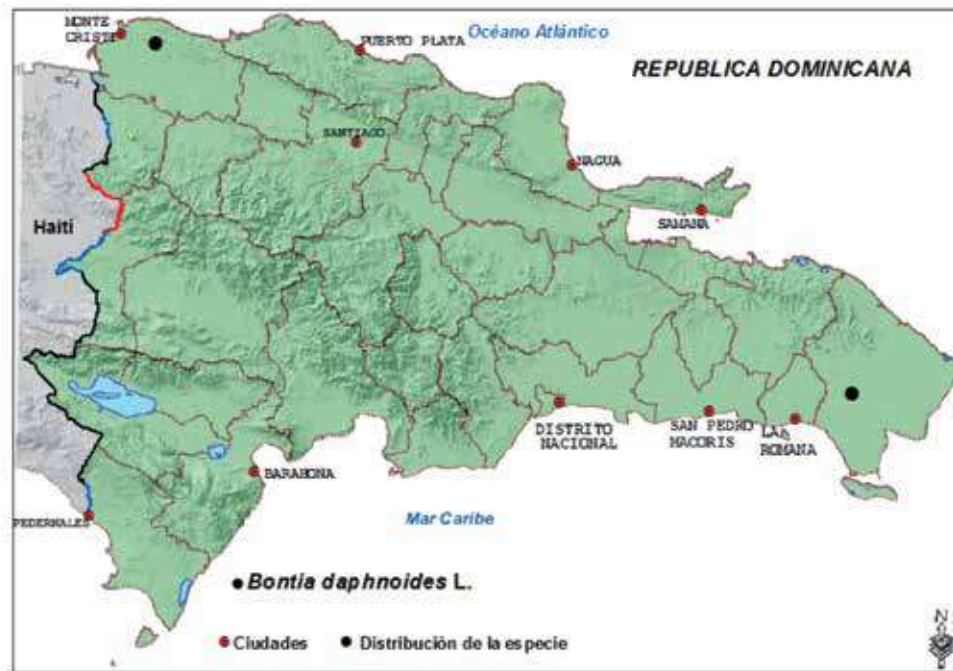 MONTE
CRISTI
PUERTO PLATA
Océano Atlántico
REPUBLICA DOMINICANA
SANTIAGO
NAGUA
SAMANA
Haiti
DISTRITO
NACIONAL
SAN PEDRO
MACORIS
LA
ROMANA
BARAHONA
PEDERNALES
Mar Caribe
Bontia daphnoides L.
Ciudades
Distribución de la especie
N